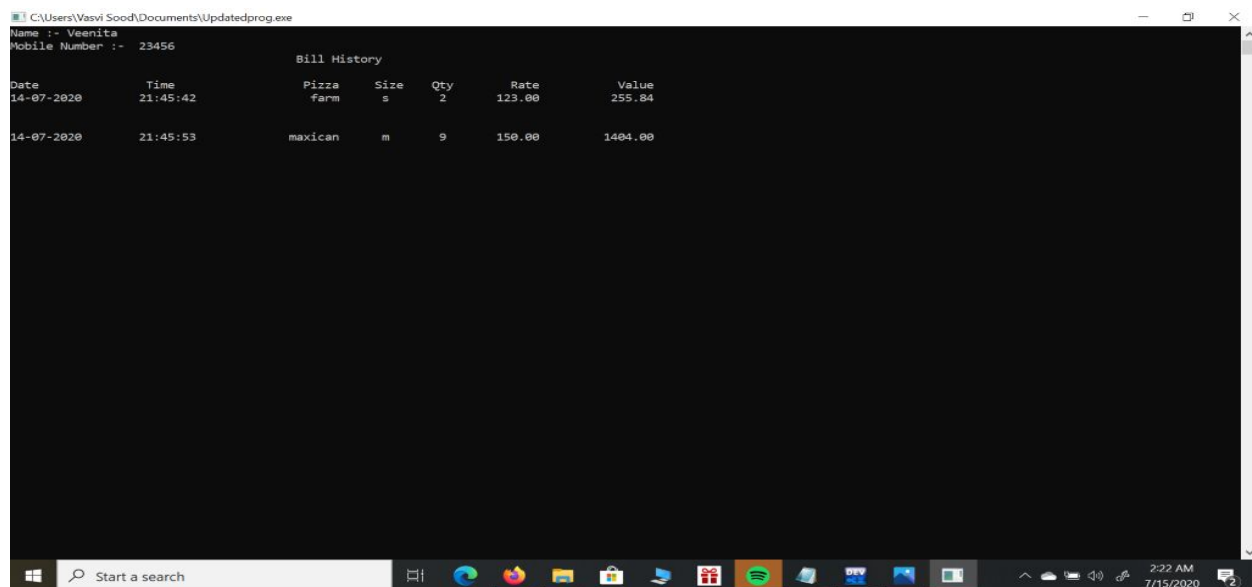 C:\Users\Vasvi Sood\Documents\Updatedprog.exe
Name :- Veenita
Mobile Number :- 23456
Bill History
Date Time Pizza Size Qty Rate Value
14-07-2020 21:45:42 farm s 2 123.00 255.84
14-07-2020 21:45:53 maxican m 9 150.00 1404.00
Start a search
DEV
2:22 AM
7/15/2020
2